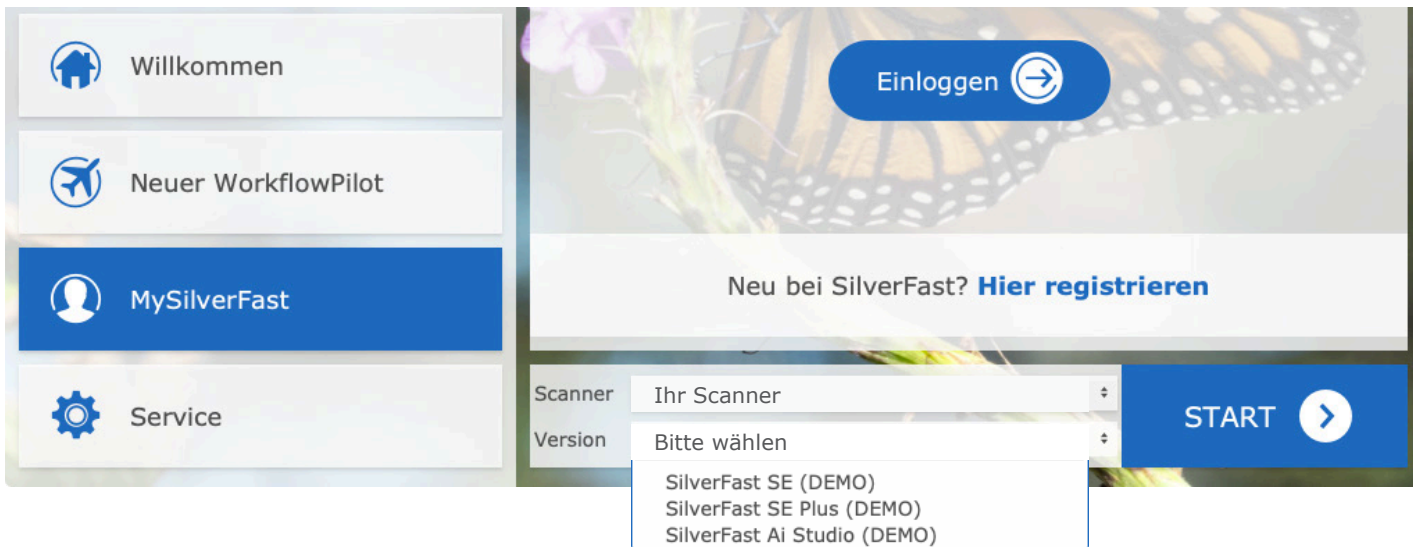 Willkommen
Neuer WorkflowPilot
MySilverFast
Service
Einloggen
Neu bei SilverFast? Hier registrieren
Scanner Ihr Scanner
Version Bitte wählen
START
SilverFast SE (DEMO)
SilverFast SE Plus (DEMO)
SilverFast Ai Studio (DEMO)